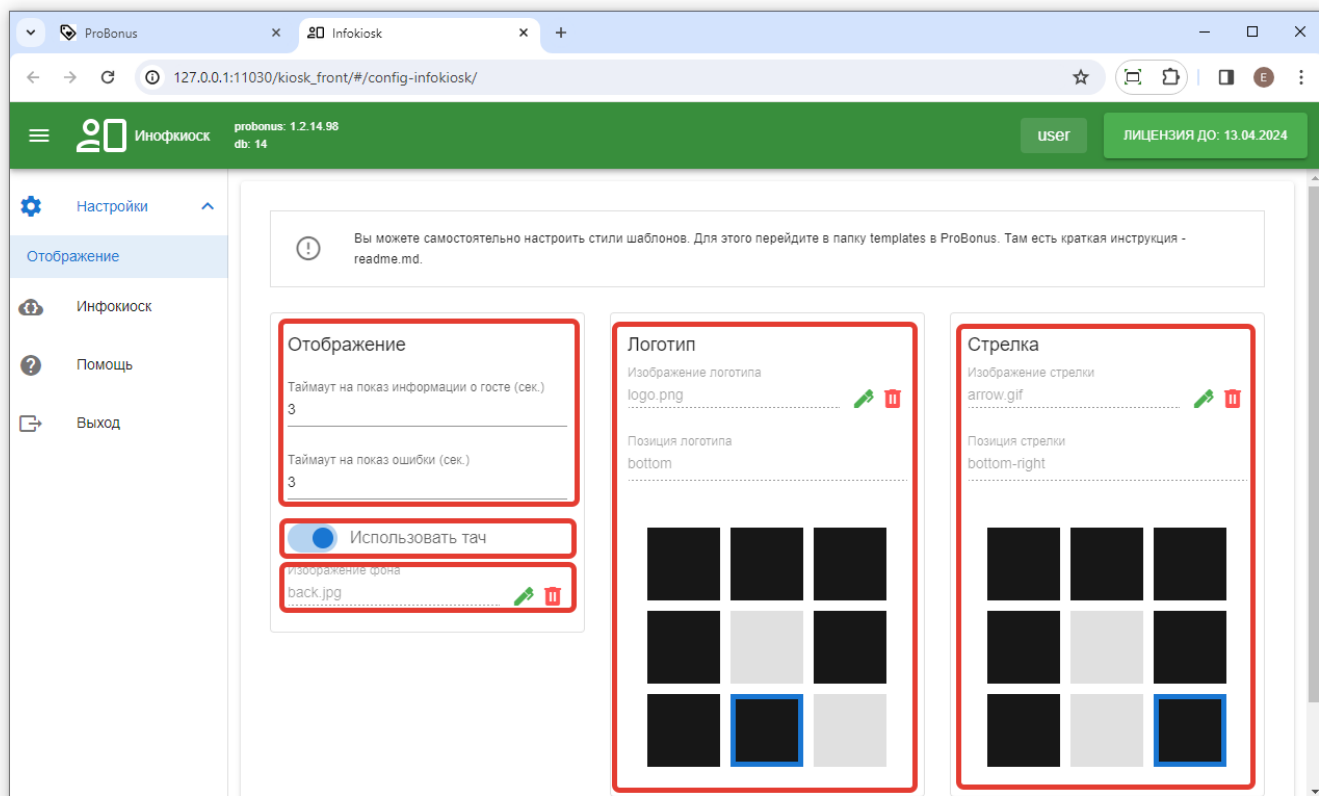 ProBonus
Infokiosk
127.0.0.1:11030/kiosk_front/#/config-infokiosk/
E
Инофкиоск
probonus: 1.2.14.98
db: 14
user
ЛИЦЕНЗИЯ ДО: 13.04.2024
Настройки
Отображение
Инфокиоск
Помощь
Выход
Вы можете самостоятельно настроить стили шаблонов. Для этого перейдите в папку templates в ProBonus. Там есть краткая инструкция -
readme.md.
Отображение
Таймаут на показ информации о госте (сек.)
3
Таймаут на показ ошибки (сек.)
3
Использовать тач
Изображение фона
back.jpg
Логотип
Изображение логотипа
logo.png
Позиция логотипа
bottom
Стрелка
Изображение стрелки
arrow.gif
Позиция стрелки
bottom-right